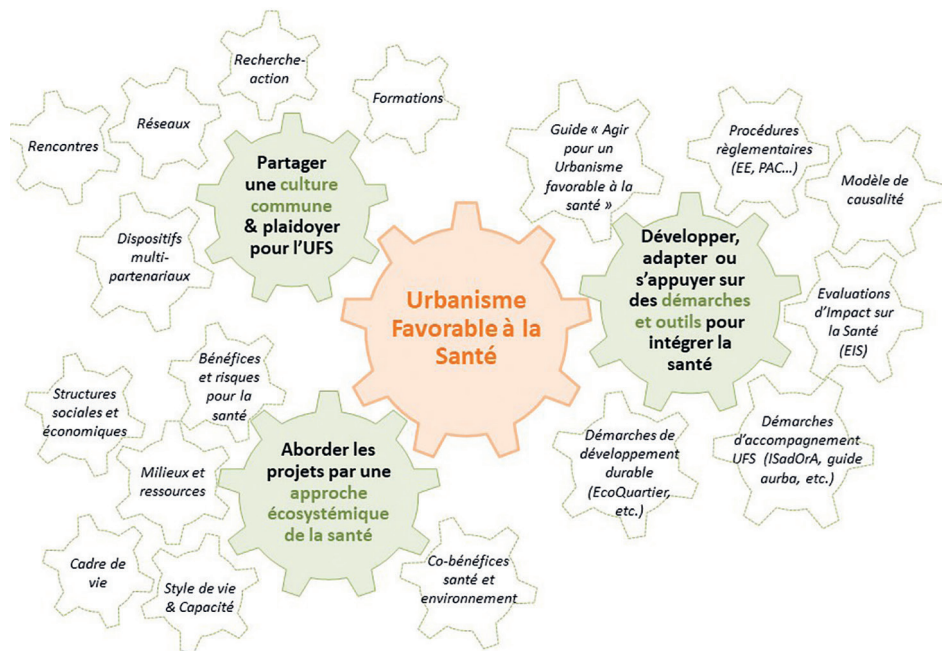 Recherche-
action
Formations
Réseaux
Rencontres
Partager
une culture
commune
& plaidoyer
pour l'UFS
Dispositifs
multi-
partenariaux
Guide « Agir
pour un
Urbanisme
favorable à la
santé »
Procédures
règlementaires
(EE, PAC...)
Modèle de
causalité
Développer,
adapter ou
s'appuyer sur
des démarches
et outils pour
intégrer la
santé
Evaluations
d'Impact sur
la Santé
(EIS)
Urbanisme
Favorable à la
Santé
Bénéfices
et risques
pour la
santé
Structures
sociales et
économiques
Milieux et
ressources
Aborder les
projets par une
approche
écosystémique
de la santé
Cadre de
vie
Style de vie
& Capacité
Co-bénéfices
santé et
environnement
Démarches de
développement
durable
(EcoQuartier,
etc.)
Démarches
d'accompagnement
UFS (ISadOrA, guide
aurba, etc.)